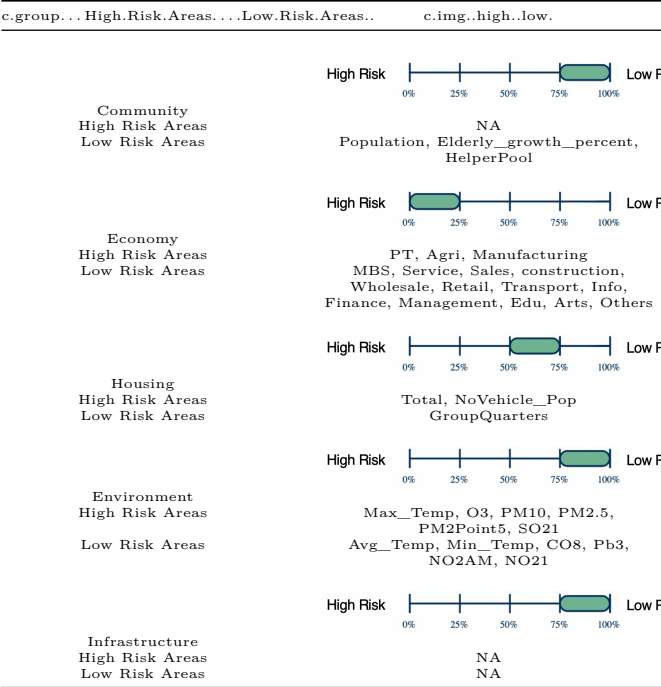 c.group...High.Risk.Areas....Low.Risk.Areas.. c.img..high..low.
High Risk Low
0% 25% 50% 75% 100%
Community
High Risk Areas NA
Low Risk Areas Population, Elderly_growth_percent,
HelperPool
High Risk Low
0% 25% 50% 75% 100%
Economy
High Risk Areas PT, Agri, Manufacturing
Low Risk Areas MBS, Service, Sales, construction,
Wholesale, Retail, Transport, Info,
Finance, Management, Edu, Arts, Others
High Risk Low
0% 25% 50% 75% 100%
Housing
High Risk Areas Total, NoVehicle_Pop
Low Risk Areas GroupQuarters
High Risk Low
0% 25% 50% 75% 100%
Environment
High Risk Areas Max_Temp, O3, PM10, PM2.5,
PM2Point5, SO21
Low Risk Areas Avg_Temp, Min_Temp, CO8, Pb3,
NO2AM, NO21
High Risk Low
0% 25% 50% 75% 100%
Infrastructure
High Risk Areas NA
Low Risk Areas NA